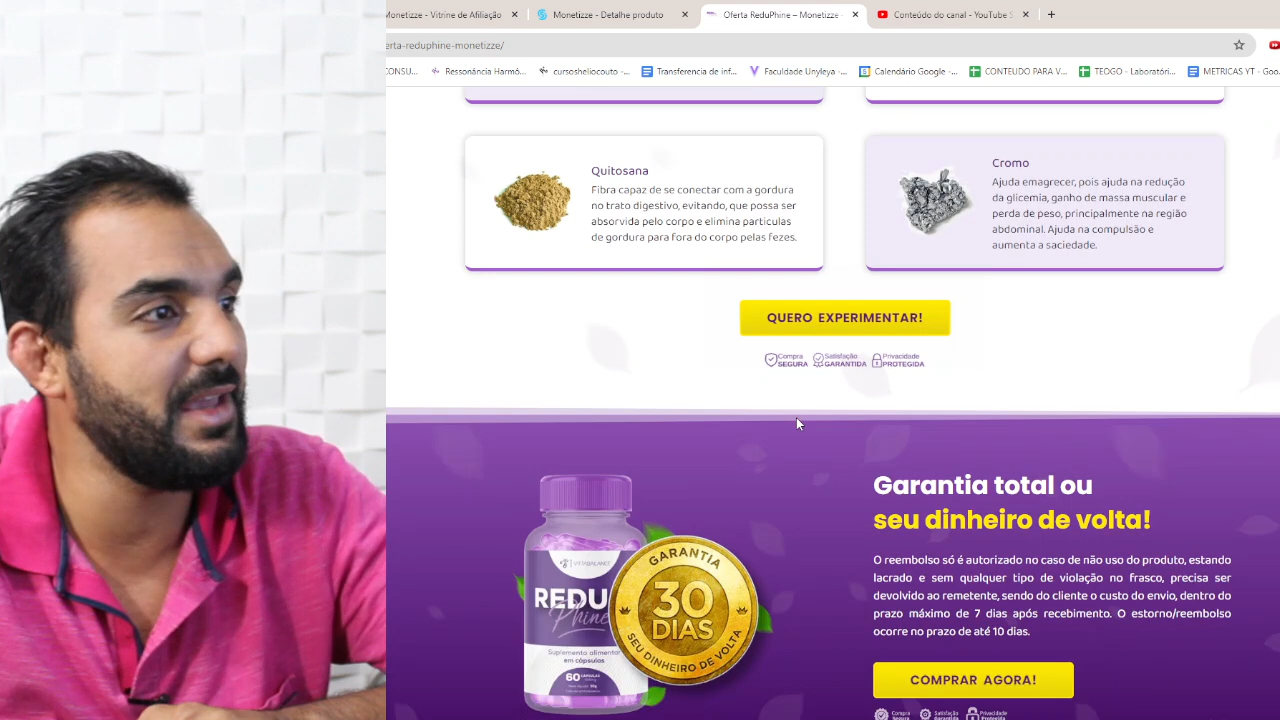 Monetizze - Vitrine de Afiliação
Monetizze - Detalhe produto
Oferta ReduPhine – Monetizze -
Conteúdo do canal - YouTube S
erta-reduphine-monetizze/
CONSU...
Ressonância Harmô...
cursosheliocouto -...
Transferencia de inf...
Faculdade Unyleya -...
Calendário Google -...
CONTEUDO PARA V...
TEOGO - Laboratóri...
METRICAS YT - Goo
Quitosana
Fibra capaz de se conectar com a gordura
no trato digestivo, evitando, que possa ser
absorvida pelo corpo e elimina partículas
de gordura para fora do corpo pelas fezes.
Cromo
Ajuda emagrecer, pois ajuda na redução
da glicemia, ganho de massa muscular e
perda de peso, principalmente na região
abdominal. Ajuda na compulsão e
aumenta a saciedade.
QUERO EXPERIMENTAR!
Compra
SEGURA
Satisfação
GARANTIDA
Privacidade
PROTEGIDA
Garantia total ou
seu dinheiro de volta!
O reembolso só é autorizado no caso de não uso do produto, estando
lacrado e sem qualquer tipo de violação no frasco, precisa ser
devolvido ao remetente, sendo do cliente o custo do envio, dentro do
prazo máximo de 7 dias após recebimento. O estorno/reembolso
ocorre no prazo de até 10 dias.
COMPRAR AGORA!
Compra
Segura
Satisfação
Garantida
Privacidade
Protegida
REDU
Phine
Suplemento alimentar
em cápsulas
60 CÁPSULAS
GARANTIA
30
DIAS
SEU DINHEIRO DE VOLTA